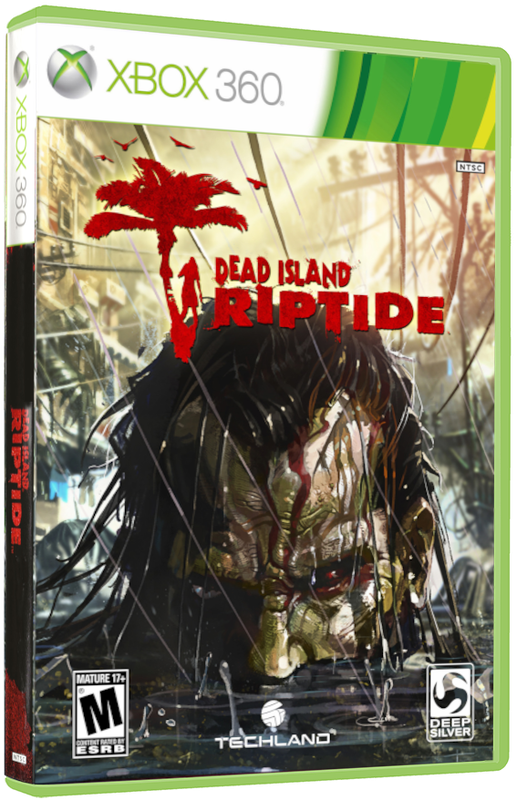 XBOX 360
XBOX 360
NTSC
DEAD ISLAND
RIPTIDE
DEAD ISLAND
RIPTIDE
MATURE 17+
M
CONTENT RATED BY
ESRB
TECHLAND
DEEP
SILVER
NTSC